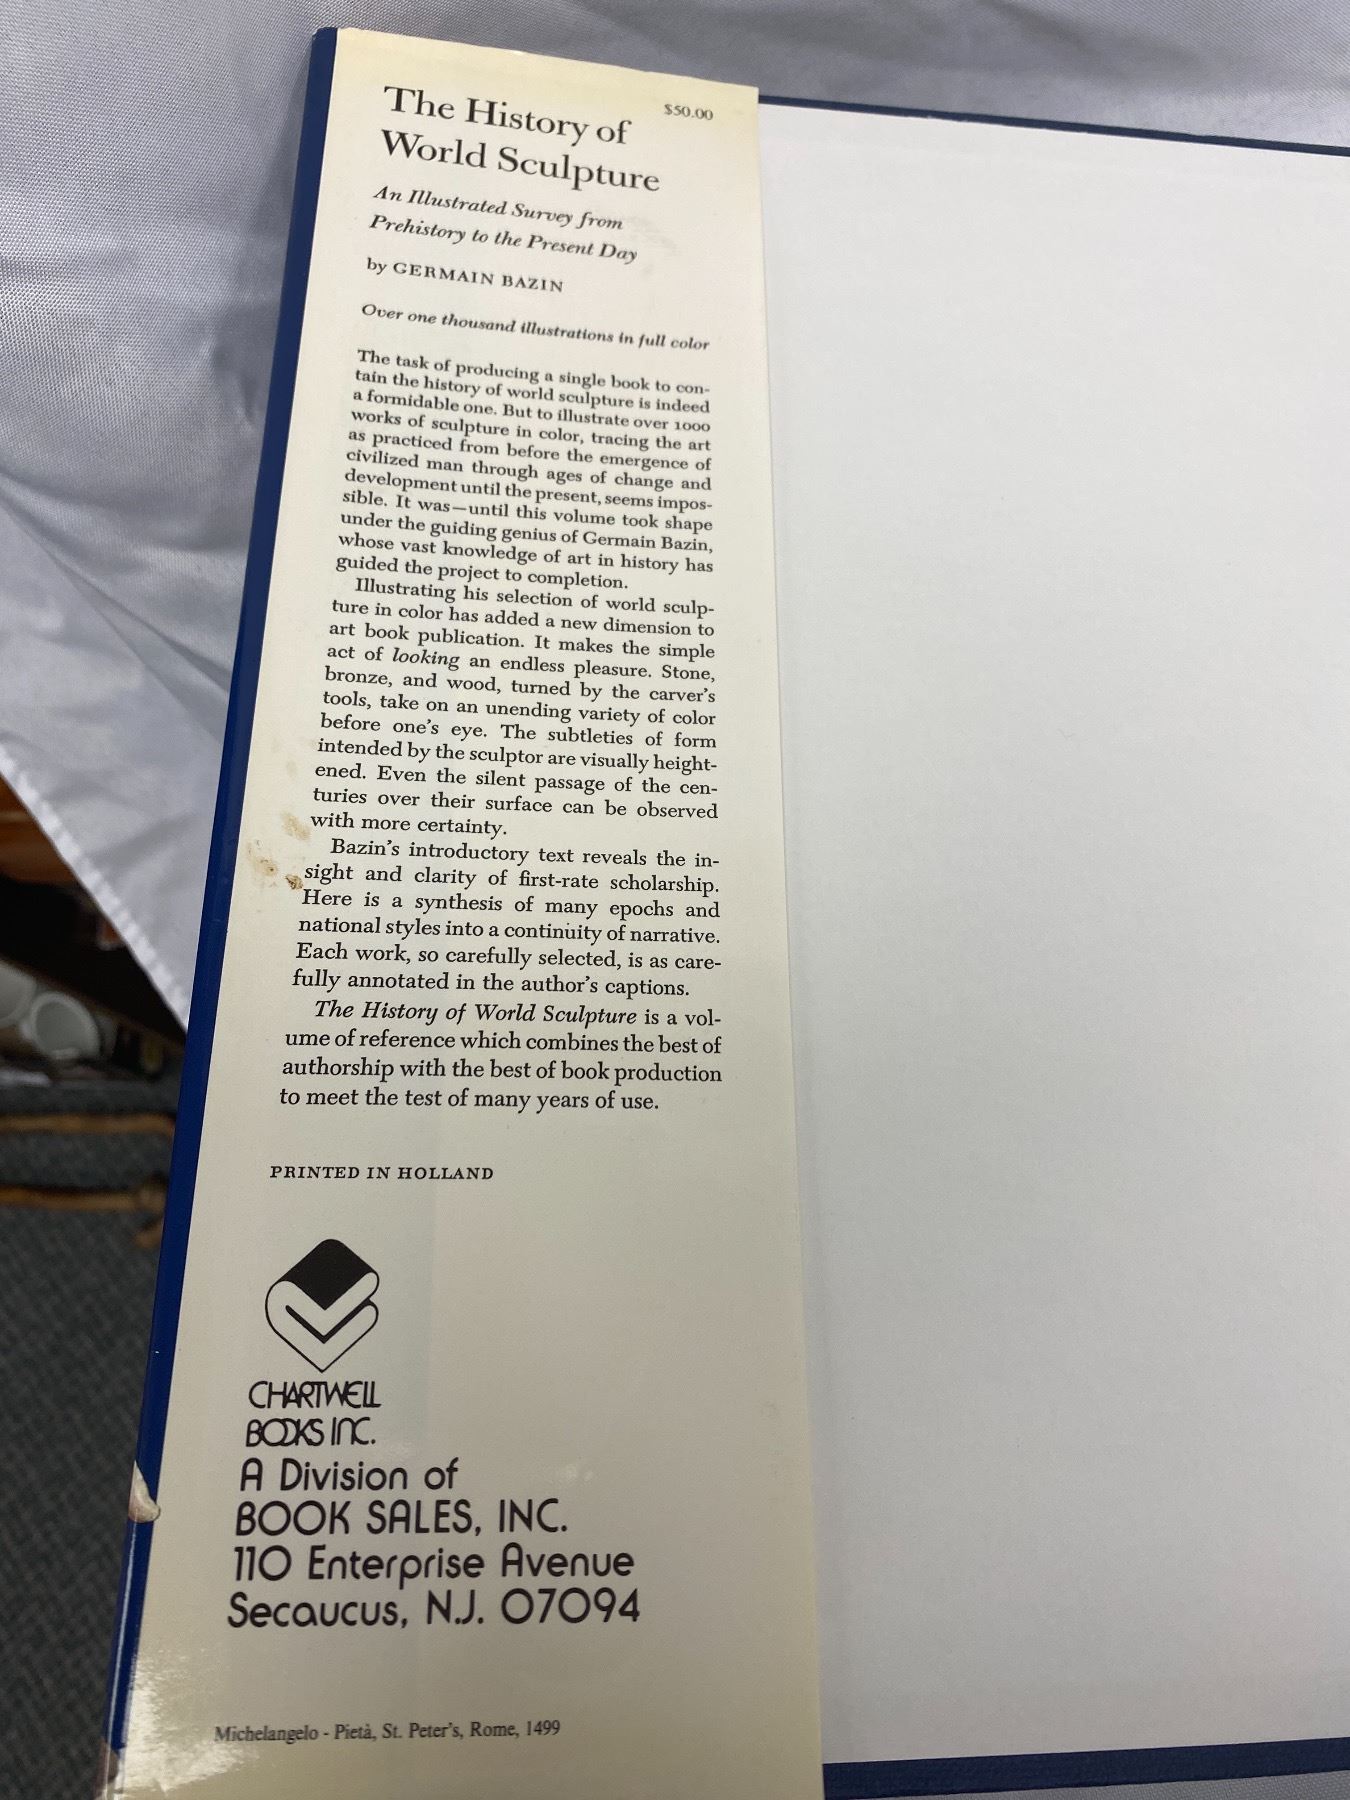 The History of
World Sculpture
$50.00
An Illustrated Survey from
Prehistory to the Present Day
by GERMAIN BAZIN
Over one thousand illustrations in full color
The task of producing a single book to con-
tain the history of world sculpture is indeed
a formidable one. But to illustrate over 1000
works of sculpture in color, tracing the art
as practiced from before the emergence of
civilized man through ages of change and
development until the present, seems impos-
sible. It was—until this volume took shape
under the guiding genius of Germain Bazin,
whose vast knowledge of art in history has
guided the project to completion.
Illustrating his selection of world sculp-
ture in color has added a new dimension to
art book publication. It makes the simple
act of looking an endless pleasure. Stone,
bronze, and wood, turned by the carver's
tools, take on an unending variety of color
before one's eye. The subtleties of form
intended by the sculptor are visually height-
ened. Even the silent passage of the cen-
turies over their surface can be observed
with more certainty.
Bazin's introductory text reveals the in-
sight and clarity of first-rate scholarship.
Here is a synthesis of many epochs and
national styles into a continuity of narrative.
Each work, so carefully selected, is as care-
fully annotated in the author's captions.
The History of World Sculpture is a vol-
ume of reference which combines the best of
authorship with the best of book production
to meet the test of many years of use.
PRINTED IN HOLLAND
CHARTWELL
BOOKS INC.
A Division of
BOOK SALES, INC.
110 Enterprise Avenue
Secaucus, N.J. 07094
Michelangelo - Pietà, St. Peter's, Rome, 1499